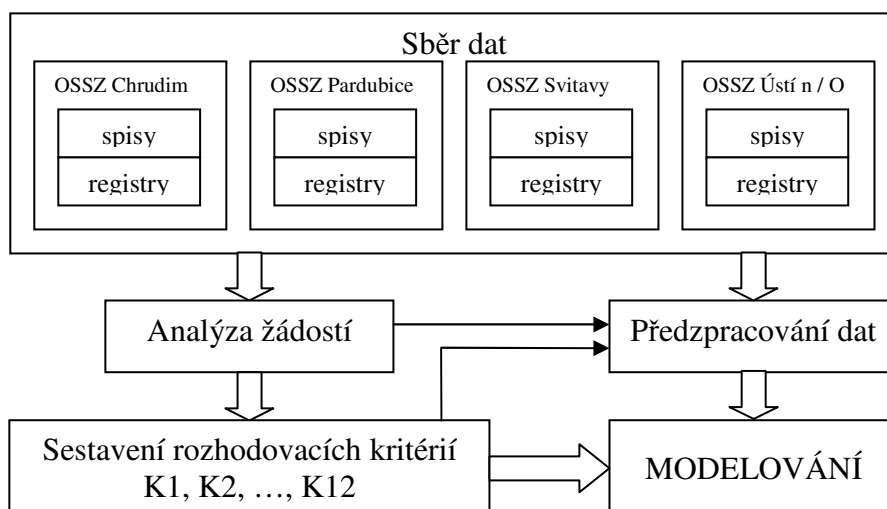 Sběr dat
OSSZ Chrudim
OSSZ Pardubice
OSSZ Svitavy
OSSZ Ústí n / O
spisy
spisy
spisy
spisy
registry
registry
registry
registry
Analýza žádostí
Předzpracování dat
Sestavení rozhodovacích kritérií
K1, K2, …, K12
MODELOVÁNÍ